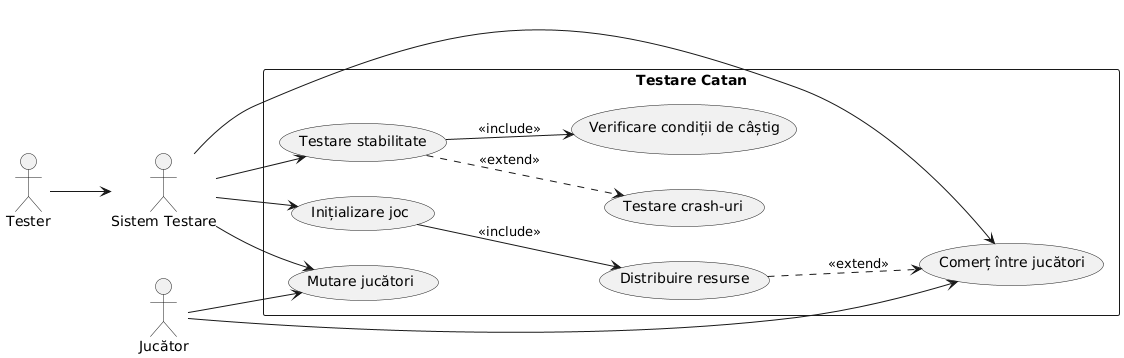 Testare Catan
Verificare condiții de câștig
«include»
Testare stabilitate
«extend»
Testare crash-uri
Tester
Sistem Testare
Inițializare joc
«include»
Distribuire resurse
«extend»
Comerț între jucători
Mutare jucători
Jucător